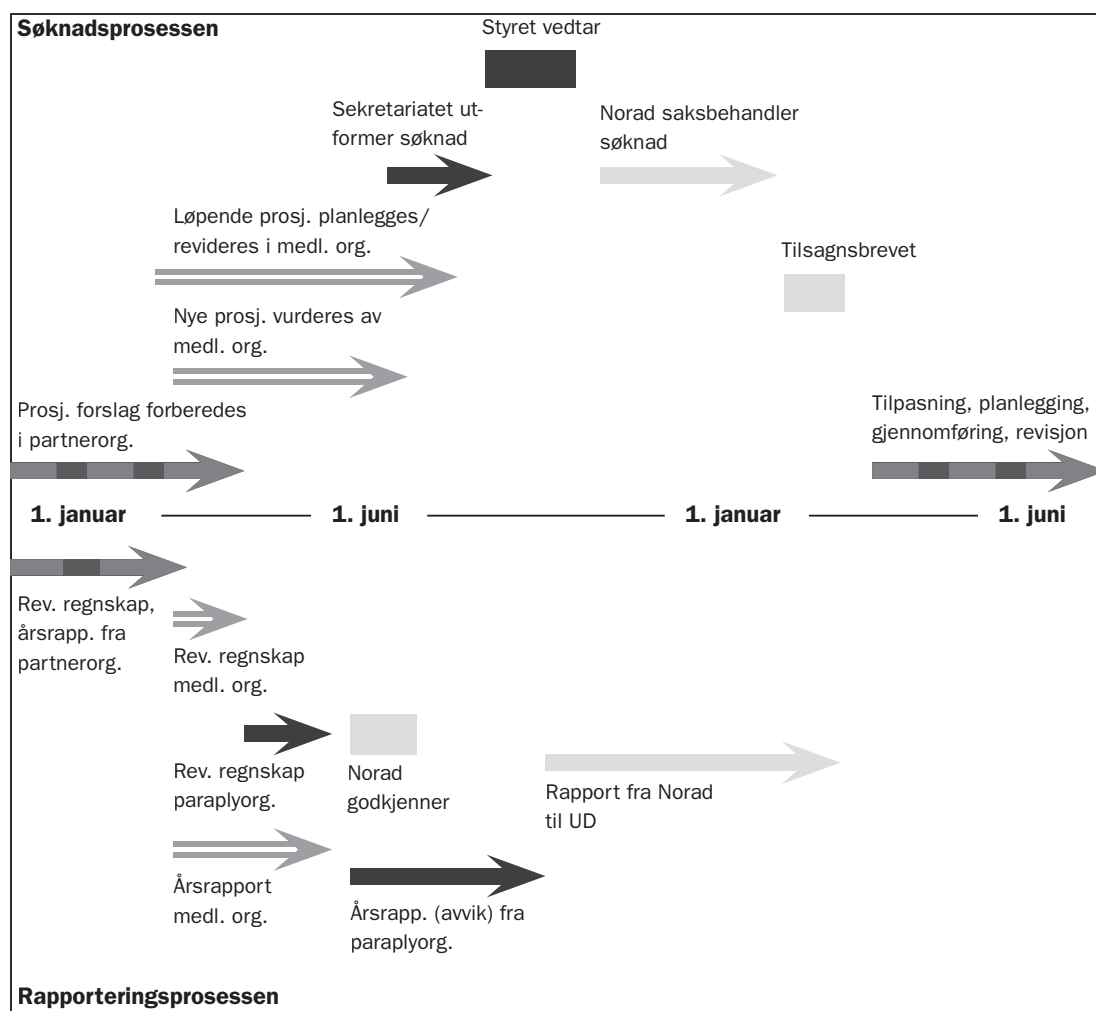 Søknadsprosessen
Styret vedtar
Sekretariatet ut-
former søknad
Norad saksbehandler
søknad
Løpende prosj. planlegges/
revideres i medl. org.
Tilsagnsbrevet
Nye prosj. vurderes av
medl. org.
Prosj. forslag forberedes
i partnerorg.
Tilpasning, planlegging,
gjennomføring, revisjon
1. januar
1. juni
1. januar
1. juni
Rev. regnskap,
årsrapp. fra
partnerorg.
Rev. regnskap
medl. org.
Rev. regnskap
paraplyorg.
Norad
godkjenner
Rapport fra Norad
til UD
Årsrapport
medl. org.
Årsrapp. (avvik) fra
paraplyorg.
Rapporteringsprosessen